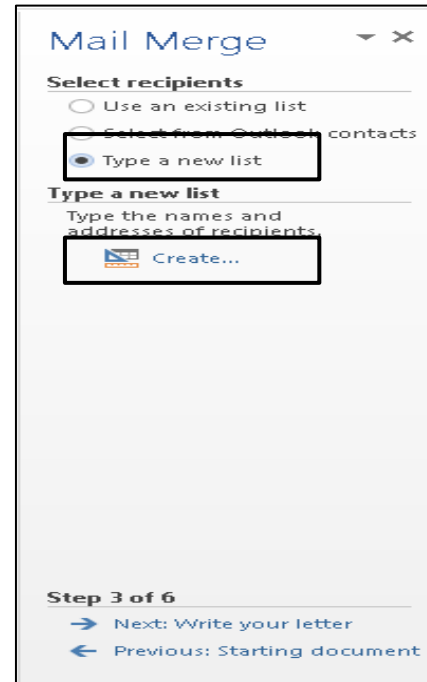 Mail Merge
Select recipients
Use an existing list
Select from Outlook contacts
Type a new list
Type a new list
Type the names and
addresses of recipients.
Create...
Step 3 of 6
Next: Write your letter
Previous: Starting document